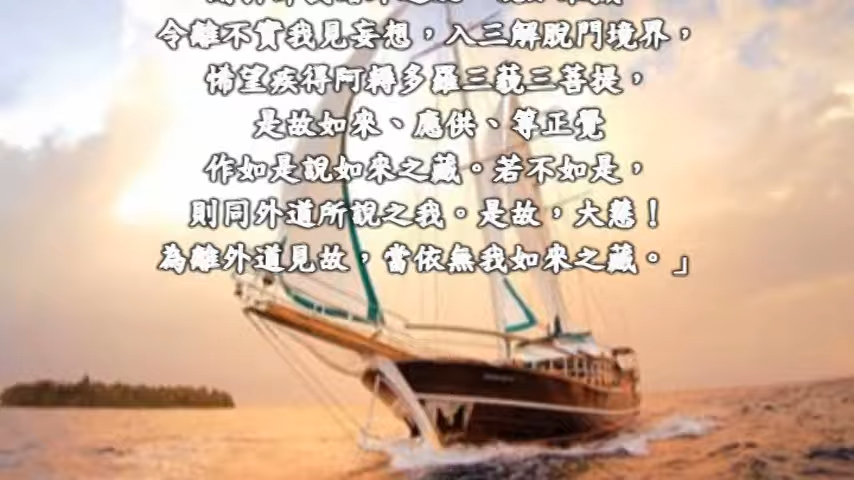 令離不實我見妄想，入三解脫門境界，
悕望疾得阿耨多羅三藐三菩提，
是故如來、應供、等正覺
作如是說如來之藏。若不如是，
則同外道所說之我。是故，大慧！
為離外道見故，當依無我如來之藏。」